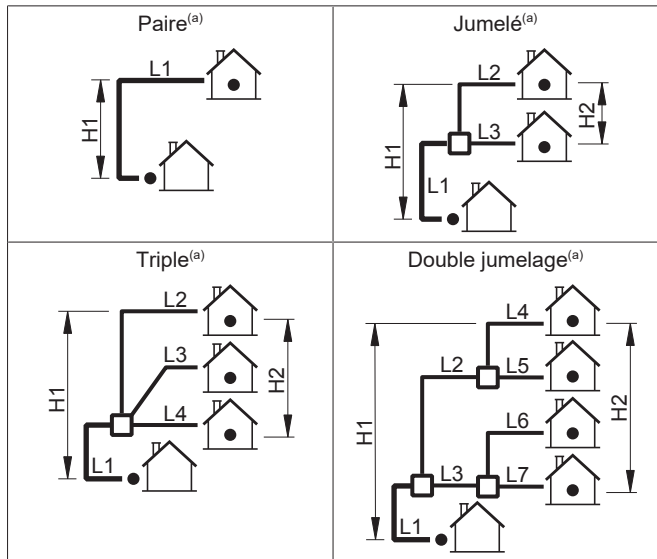 Paire(a)
L1
H1
Jumelé(a)
L2
L3
H1
H2
L1
Triple(a)
L2
L3
L4
H1
H2
L1
Double jumelage(a)
L4
L2
L5
H1
H2
L6
L3
L7
L1